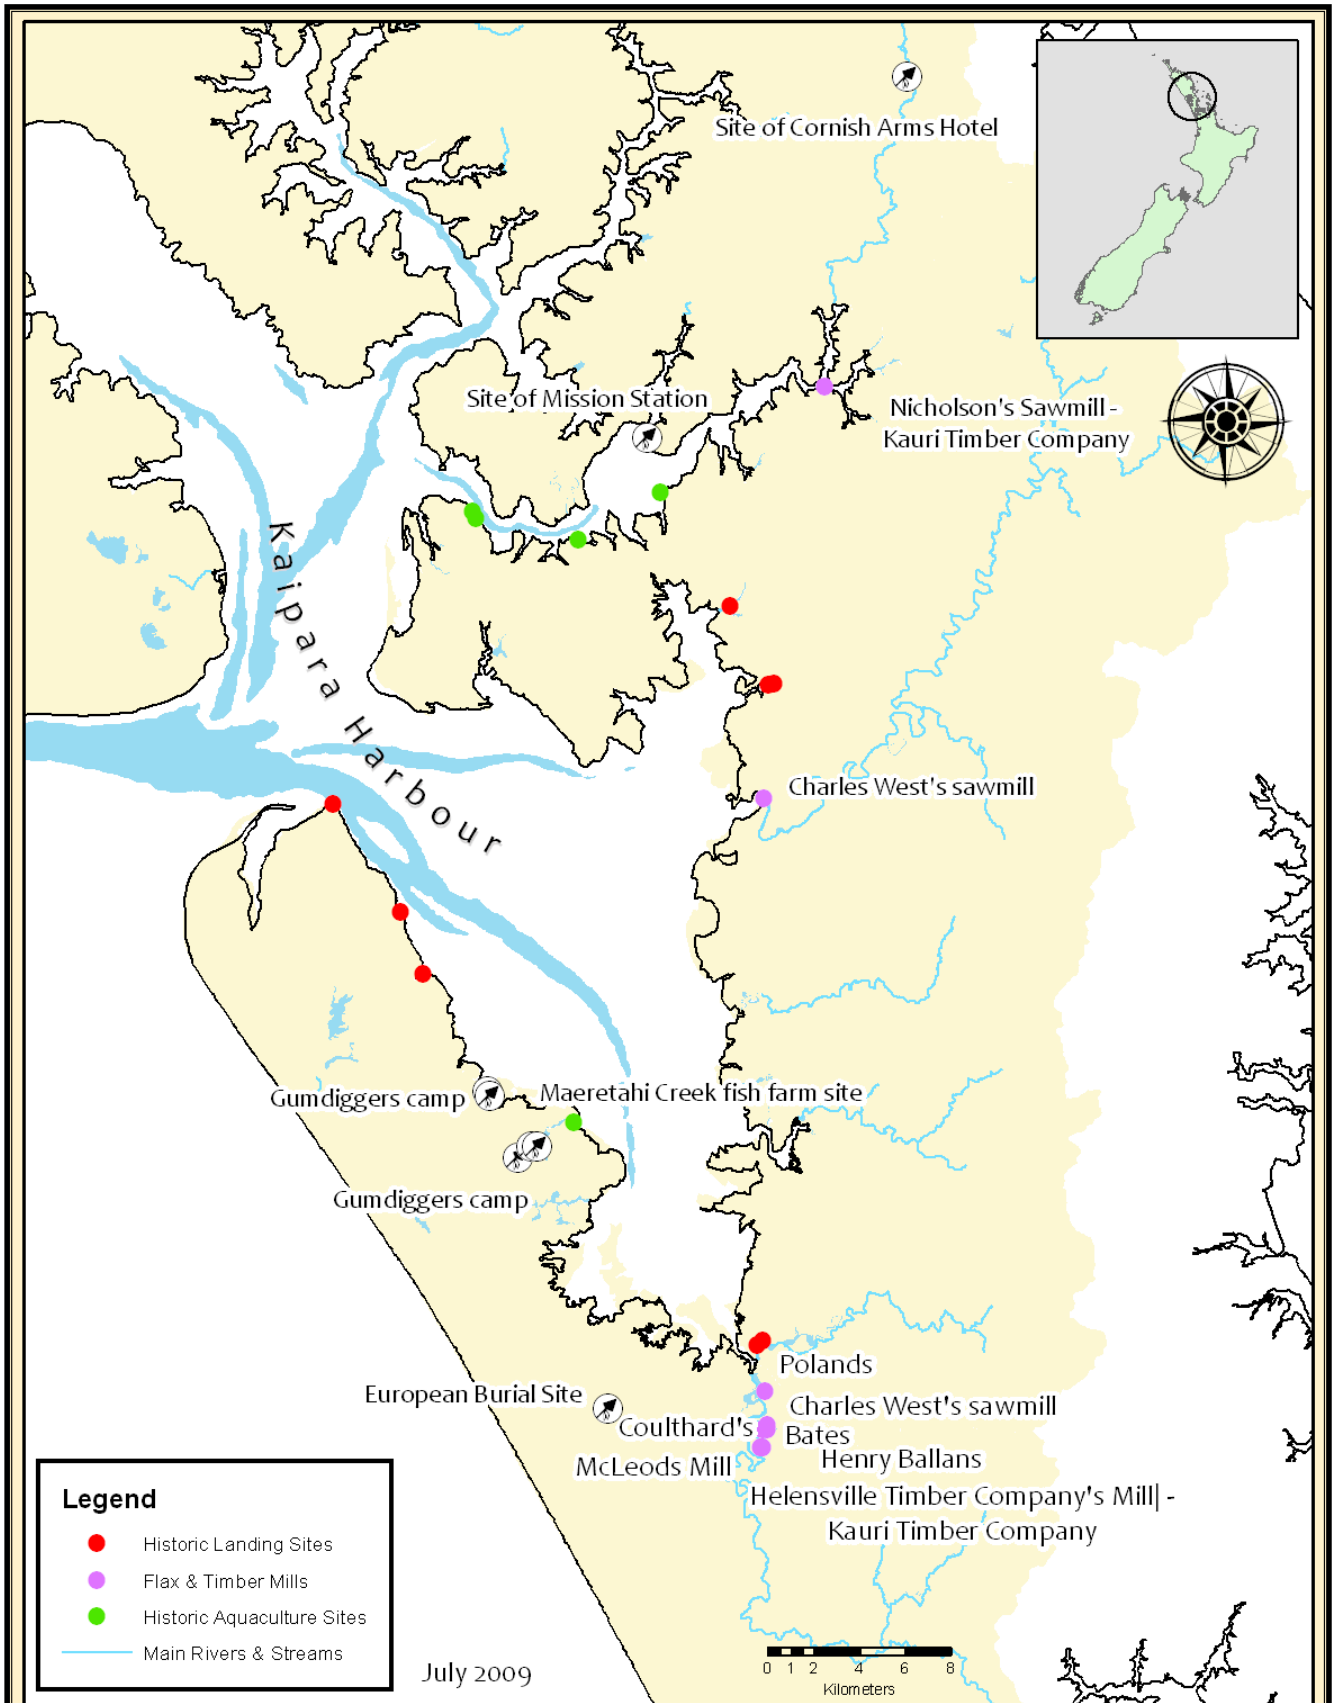 Site of Cornish Arms Hotel
Site of Mission Station
Nicholson's Sawmill -
Kauri Timber Company
Kaipara Harbour
Charles West's sawmill
Gumdiggers camp
Maeretahi Creek fish farm site
Gumdiggers camp
Polands
European Burial Site
Charles West's sawmill
Coulthard's
Bates
McLeods Mill
Henry Ballans
Helensville Timber Company's Mill| -
Kauri Timber Company
Legend
Historic Landing Sites
Flax & Timber Mills
Historic Aquaculture Sites
Main Rivers & Streams
July 2009
0 1 2 4 6 8
Kilometers